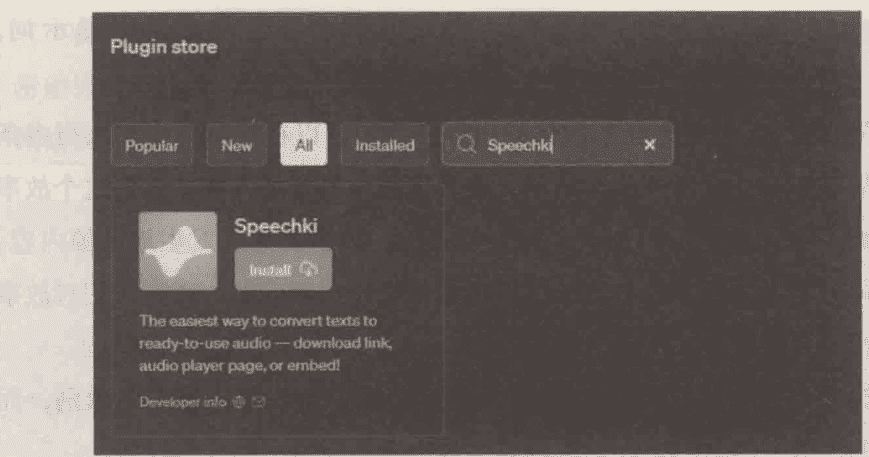 Plugin store
Popular New All Installed Speechki
Speechki
Install
The easiest way to convert texts to
ready-to-use audio — download link,
audio player page, or embed!
Developer info